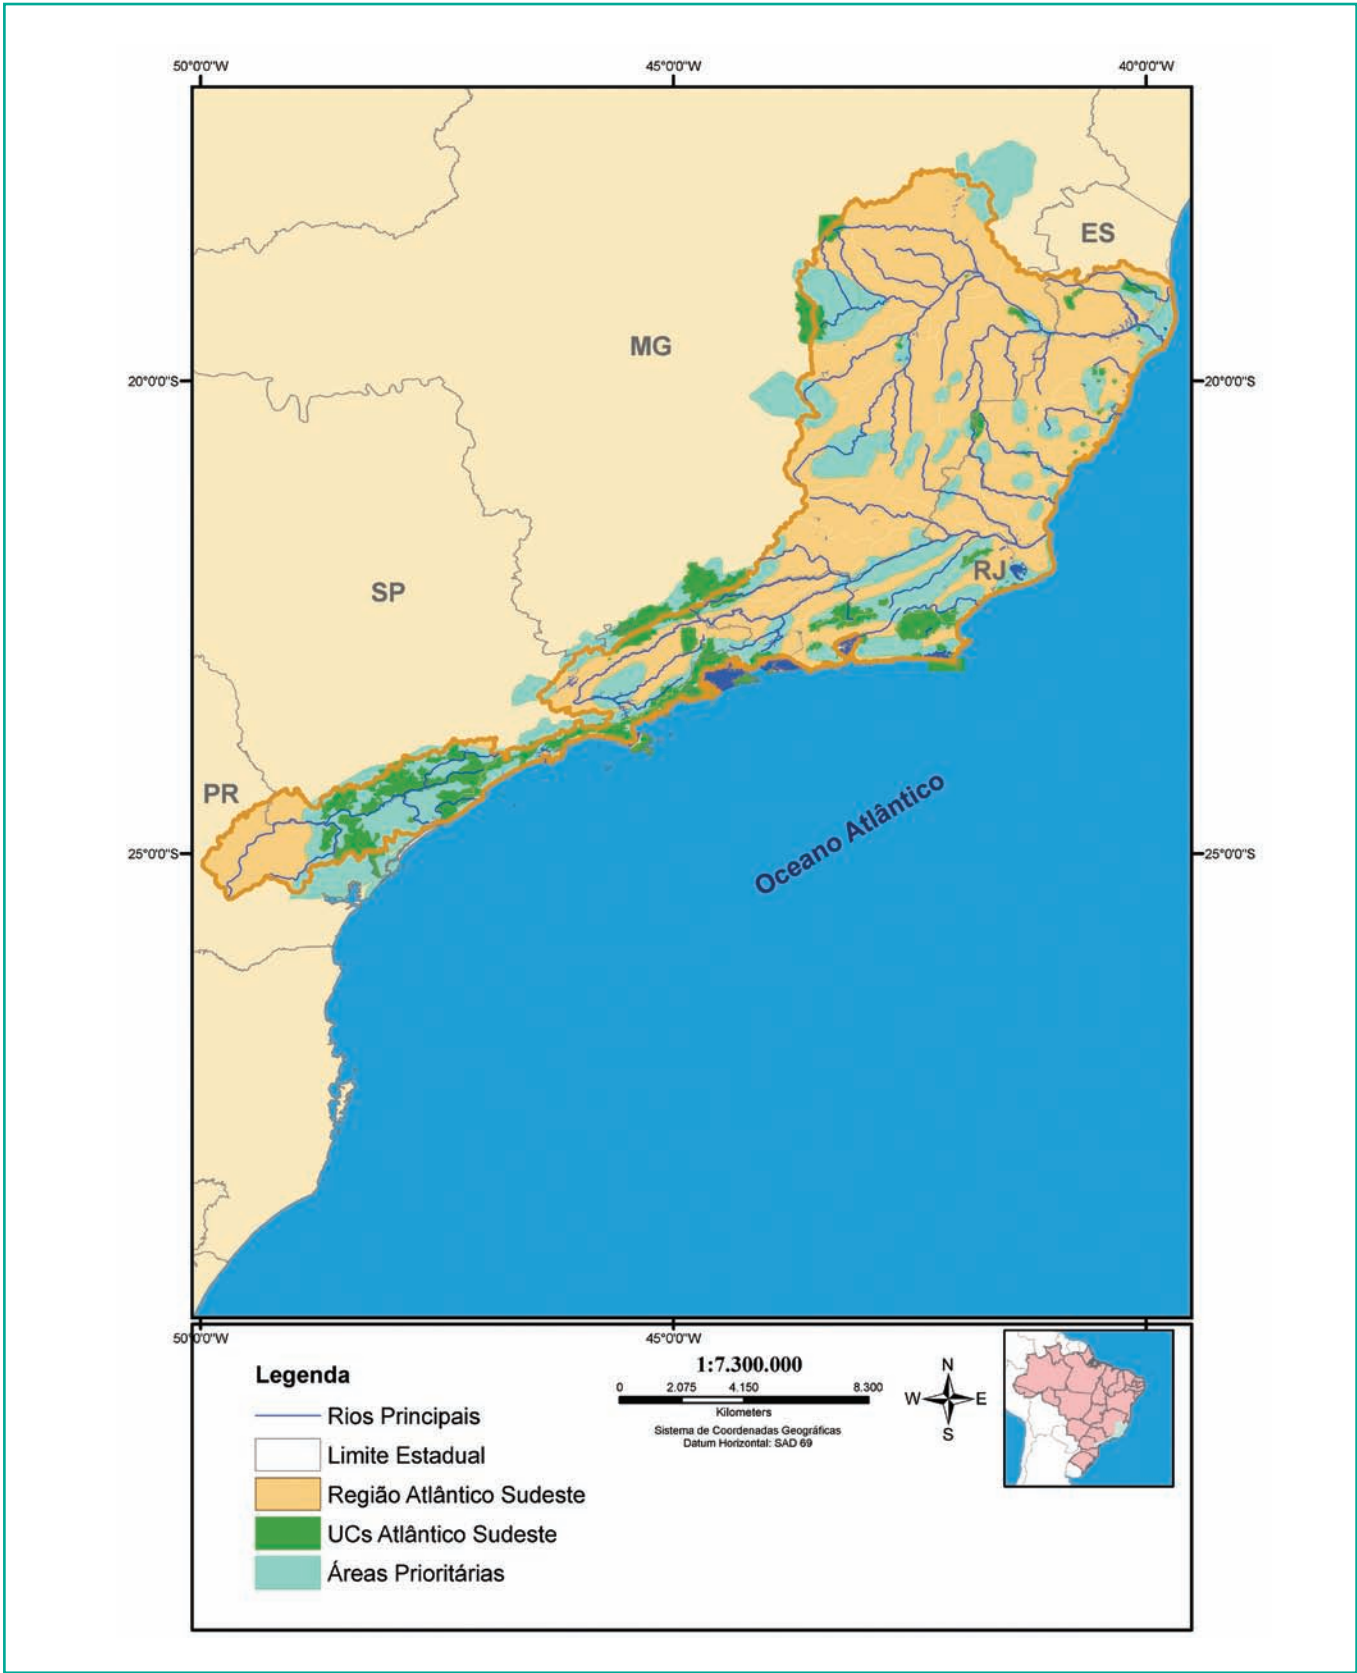 50°0'0"W 45°0'0"W 40°0'0"W
ES
MG
20°0'0"S 20°0'0"S
RJ
SP
PR
Oceano Atlântico
25°0'0"S 25°0'0"S
50°0'0"W 45°0'0"W
Legenda
Rios Principais
Limite Estadual
Região Atlântico Sudeste
UCs Atlântico Sudeste
Áreas Prioritárias
1:7.300.000
0 2.075 4.150 8.300
Kilometers
Sistema de Coordenadas Geográficas
Datum Horizontal: SAD 69
N
W E
S